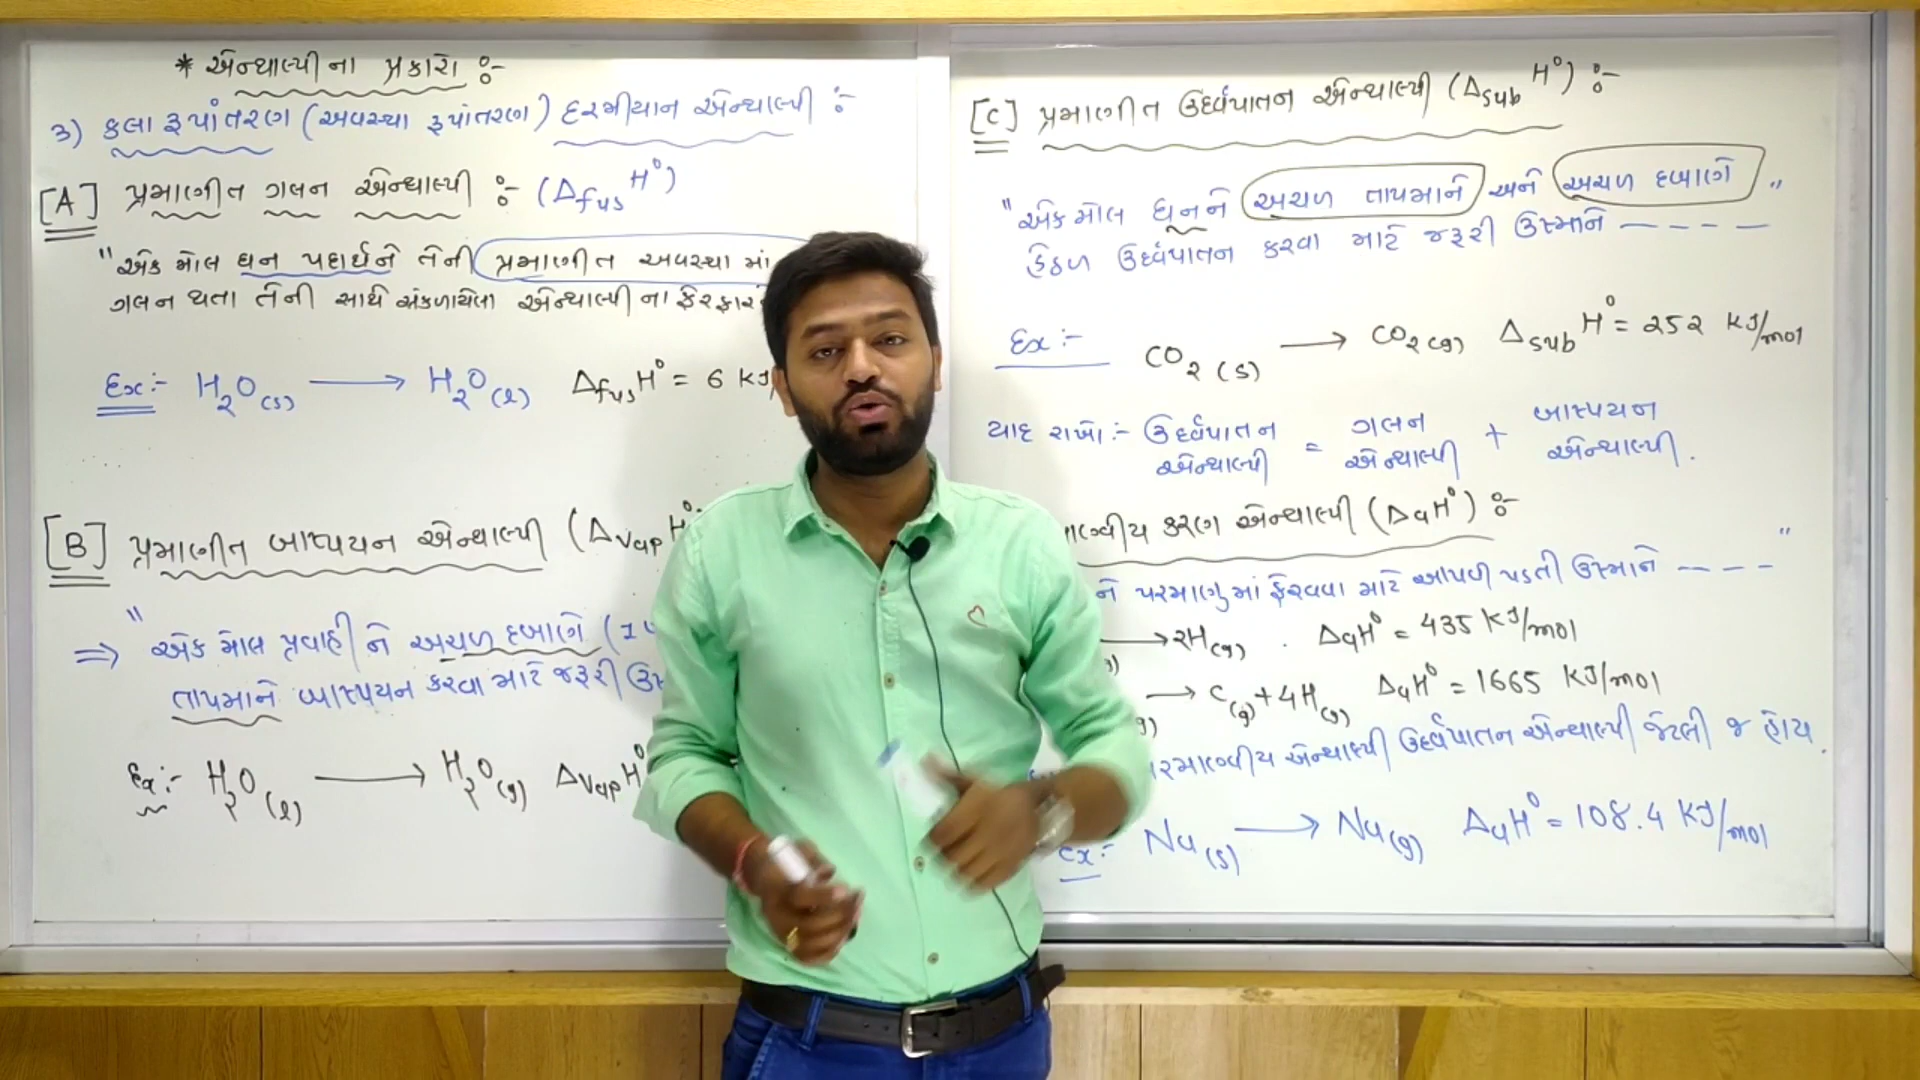 * એન્થાલ્પીના પ્રકારો :-
૩) કલા રૂપાંતરણ (અવસ્થા રૂપાંતરણ) દરમીયાન એન્થાલ્પી :-
[A] પ્રમાણીત ગલન એન્થાલ્પી :- (ΔfusH°)
"એક મોલ ઘન પદાર્થને તેની પ્રમાણીત અવસ્થા માં
ગલન થતા તેની સાથે સંકળાયેલા એન્થાલ્પી ના ફેરફાર
Ex:- H2O(s) ⟶ H2O(l) ΔfusH° = 6 KJ
[B] પ્રમાણીત બાષ્પયન એન્થાલ્પી (ΔvapH°
⇒ "એક મોલ પ્રવાહી ને અચળ દબાણે (1
તાપમાને બાષ્પયન કરવા માટે જરૂરી
Ex:- H2O(l) ⟶ H2O(g) ΔvapH°
[C] પ્રમાણીત ઉર્ધ્વપાતન એન્થાલ્પી (ΔsubH°) :-
"એક મોલ ઘનને અચળ તાપમાને અને અચળ દબાણે "
હેઠળ ઉર્ધ્વપાતન કરવા માટે જરૂરી ઉષ્માને ----
Ex:- CO2(s) ⟶ CO2(g) ΔsubH° = 252 KJ/mol
યાદ રાખો :- ઉર્ધ્વપાતન એન્થાલ્પી = ગલન એન્થાલ્પી + બાષ્પયન એન્થાલ્પી.
કરણ એન્થાલ્પી (ΔaH°) :-
ને પરમાણુમાં ફેરવવા માટે આપવી પડતી ઉષ્માને ---"
⟶ 2H(g) . ΔaH° = 435 KJ/mol
⟶ C(g) + 4H(g) ΔaH° = 1665 KJ/mol
એન્થાલ્પી ઉર્ધ્વપાતન એન્થાલ્પી જેટલી જ હોય.
Ex:- Na(s) ⟶ Na(g) ΔaH° = 108.4 KJ/mol